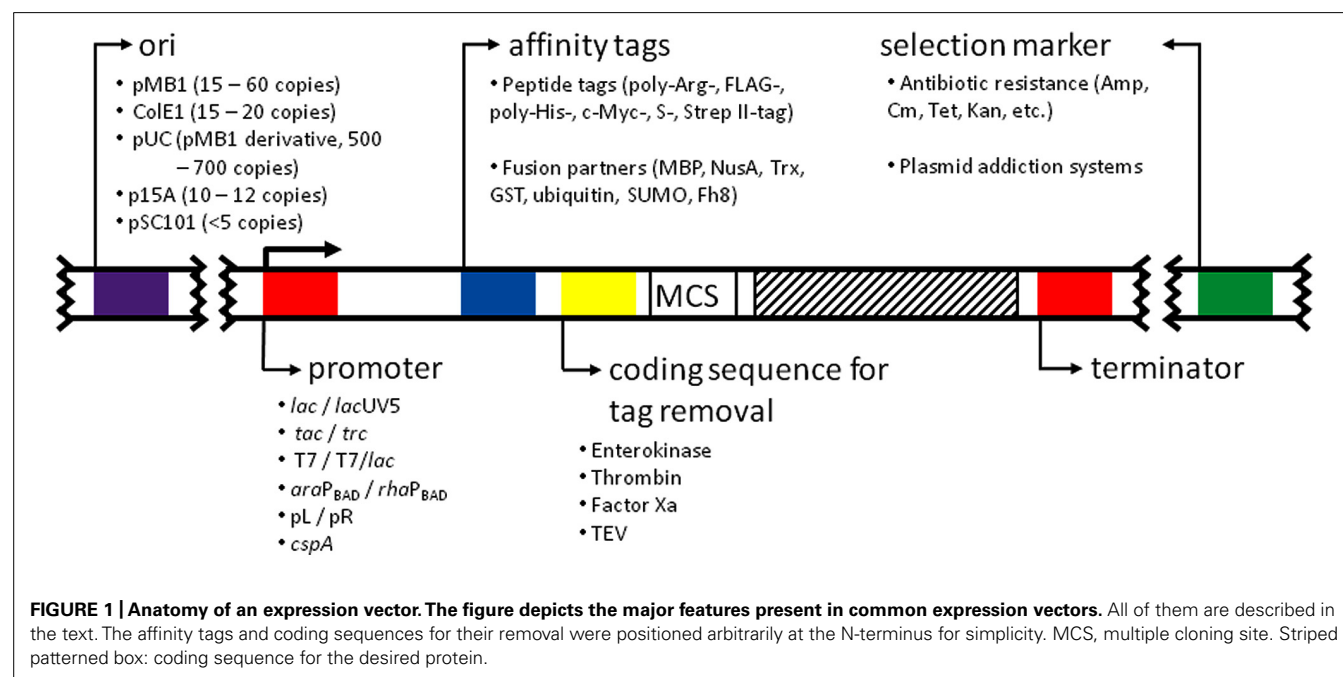 ori
• pMB1 (15 – 60 copies)
• ColE1 (15 – 20 copies)
• pUC (pMB1 derivative, 500
– 700 copies)
• p15A (10 – 12 copies)
• pSC101 (<5 copies)
affinity tags
• Peptide tags (poly-Arg-, FLAG-,
poly-His-, c-Myc-, S-, Strep II-tag)
• Fusion partners (MBP, NusA, Trx,
GST, ubiquitin, SUMO, Fh8)
selection marker
• Antibiotic resistance (Amp,
Cm, Tet, Kan, etc.)
• Plasmid addiction systems
MCS
promoter
• lac / lacUV5
• tac / trc
• T7 / T7/lac
• araPBAD / rhaPBAD
• pL / pR
• cspA
coding sequence for
tag removal
• Enterokinase
• Thrombin
• Factor Xa
• TEV
terminator
FIGURE 1 | Anatomy of an expression vector. The figure depicts the major features present in common expression vectors. All of them are described in
the text. The affinity tags and coding sequences for their removal were positioned arbitrarily at the N-terminus for simplicity. MCS, multiple cloning site. Striped
patterned box: coding sequence for the desired protein.